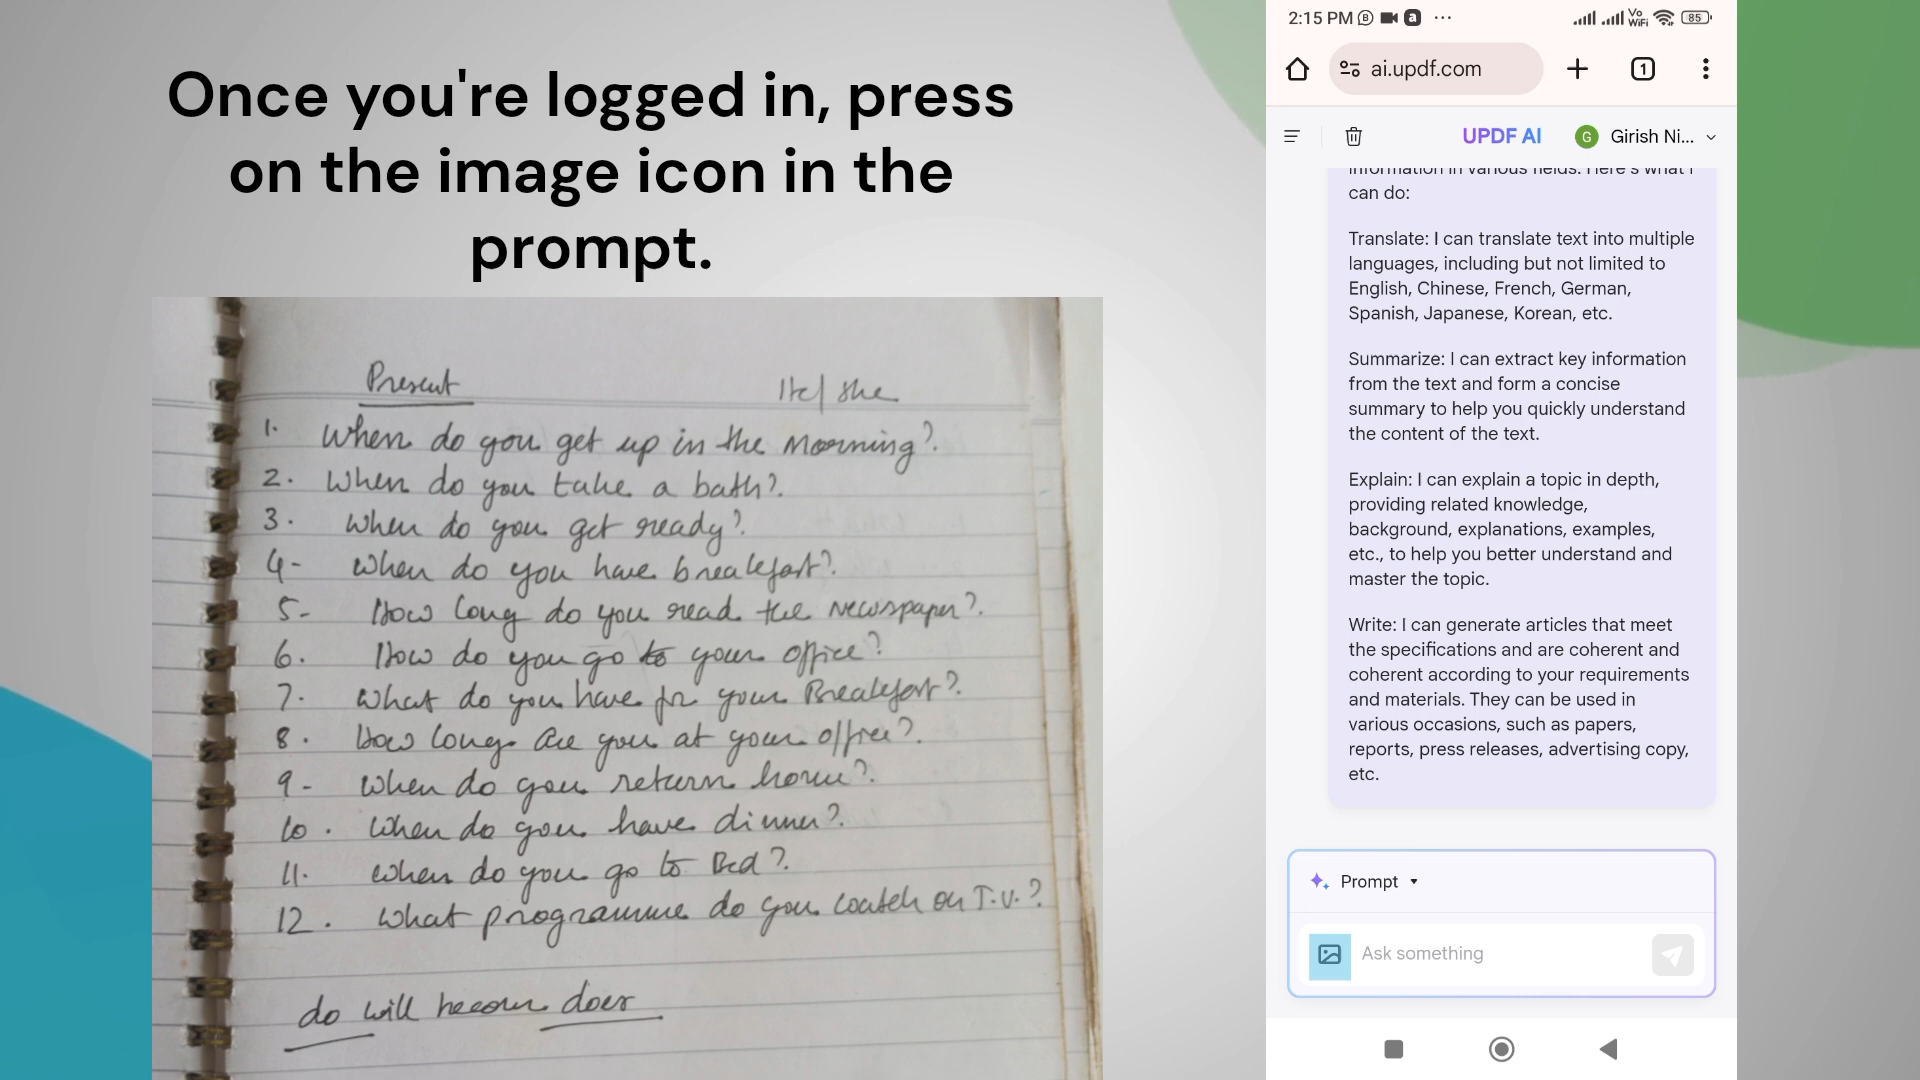 Once you're logged in, press
on the image icon in the
prompt.
Present He/she
1. When do you get up in the Morning?
2. When do you take a bath?
3. When do you get ready?
4- When do you have breakfast?
5- How long do you read the Newspaper?
6. How do you go to your office?
7. What do you have for your Breakfast?
8. How long are you at your office?
9- When do you return home?
10. When do you have dinner?
11. When do you go to Bed?
12. What programme do you watch on T.V.?
do will become does
2:15 PM
Vo
WiFi
85
ai.updf.com
1
UPDF AI
G Girish Ni...
information in various fields. Here's what I
can do:
Translate: I can translate text into multiple
languages, including but not limited to
English, Chinese, French, German,
Spanish, Japanese, Korean, etc.
Summarize: I can extract key information
from the text and form a concise
summary to help you quickly understand
the content of the text.
Explain: I can explain a topic in depth,
providing related knowledge,
background, explanations, examples,
etc., to help you better understand and
master the topic.
Write: I can generate articles that meet
the specifications and are coherent and
coherent according to your requirements
and materials. They can be used in
various occasions, such as papers,
reports, press releases, advertising copy,
etc.
Prompt
Ask something